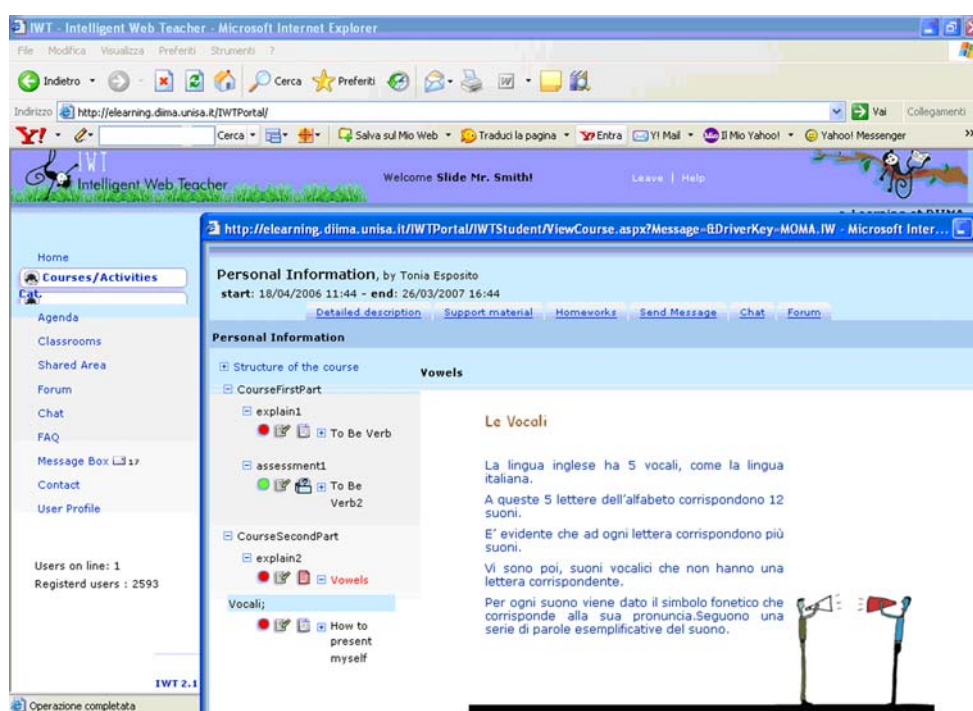 IWT - Intelligent Web Teacher - Microsoft Internet Explorer
File Modifica Visualizza Preferiti Strumenti ?
Indietro Cerca Preferiti
Indirizzo http://elearning.diima.unisa.it/IWTPortal/ Vai Collegamenti
Y! Cerca Salva sul Mio Web Traduci la pagina Entra Y! Mail Il Mio Yahoo! Yahoo! Messenger »
IWT
Intelligent Web Teacher
Welcome Slide Mr. Smith!
Leave | Help
http://elearning.diima.unisa.it/IWTPortal/IWTStudent/ViewCourse.aspx?Message=&DriverKey=MOMA.IW - Microsoft Inter...
Home
Courses/Activities
Cat.
Agenda
Classrooms
Shared Area
Forum
Chat
FAQ
Message Box 17
Contact
User Profile
Users on line: 1
Registerd users : 2593
IWT 2.1
Personal Information, by Tonia Esposito
start: 18/04/2006 11:44 - end: 26/03/2007 16:44
Detailed description Support material Homeworks Send Message Chat Forum
Personal Information
Structure of the course
CourseFirstPart
explain1
To Be Verb
assessment1
To Be
Verb2
CourseSecondPart
explain2
Vowels
Vocali;
How to
present
myself
Vowels
Le Vocali
La lingua inglese ha 5 vocali, come la lingua
italiana.
A queste 5 lettere dell'alfabeto corrispondono 12
suoni.
E' evidente che ad ogni lettera corrispondono più
suoni.
Vi sono poi, suoni vocalici che non hanno una
lettera corrispondente.
Per ogni suono viene dato il simbolo fonetico che
corrisponde alla sua pronuncia.Seguono una
serie di parole esemplificative del suono.
Operazione completata